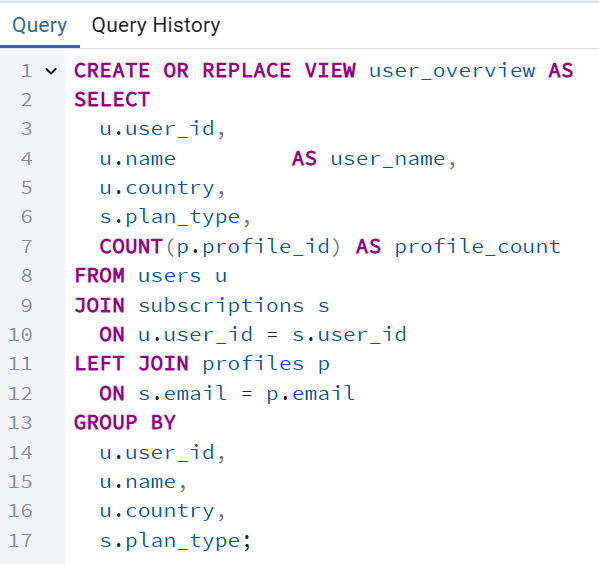 Query Query History
1 CREATE OR REPLACE VIEW user_overview AS
2 SELECT
3   u.user_id,
4   u.name         AS user_name,
5   u.country,
6   s.plan_type,
7   COUNT(p.profile_id) AS profile_count
8 FROM users u
9 JOIN subscriptions s
10   ON u.user_id = s.user_id
11 LEFT JOIN profiles p
12   ON s.email = p.email
13 GROUP BY
14   u.user_id,
15   u.name,
16   u.country,
17   s.plan_type;